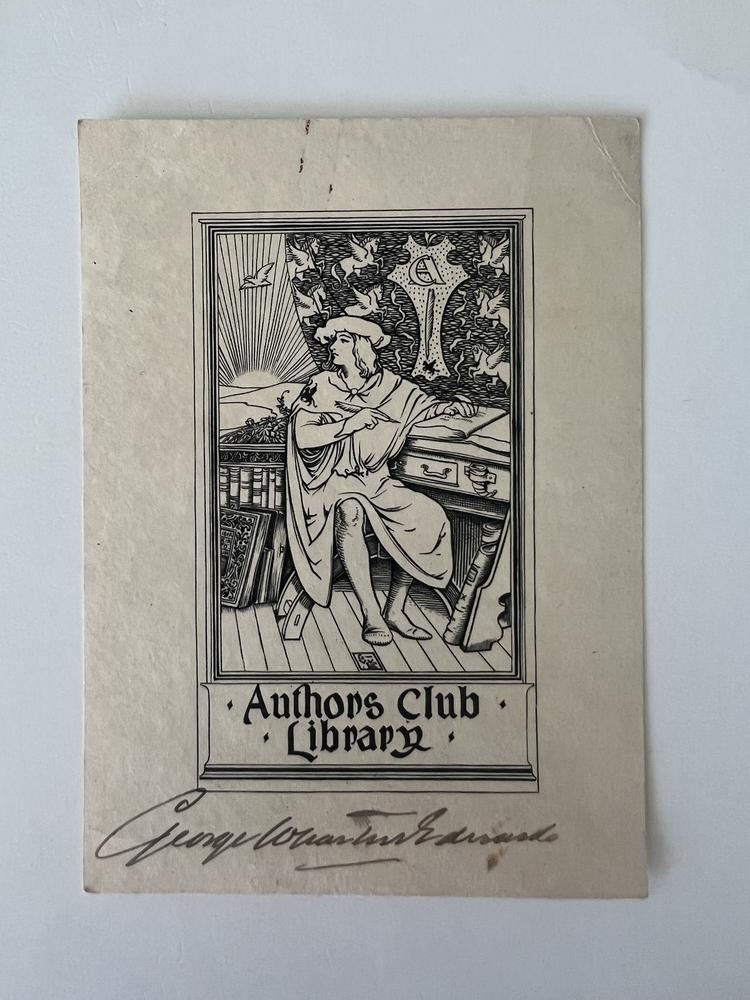 A
· Authors Club ·
· Library ·
George Wharton Edwards